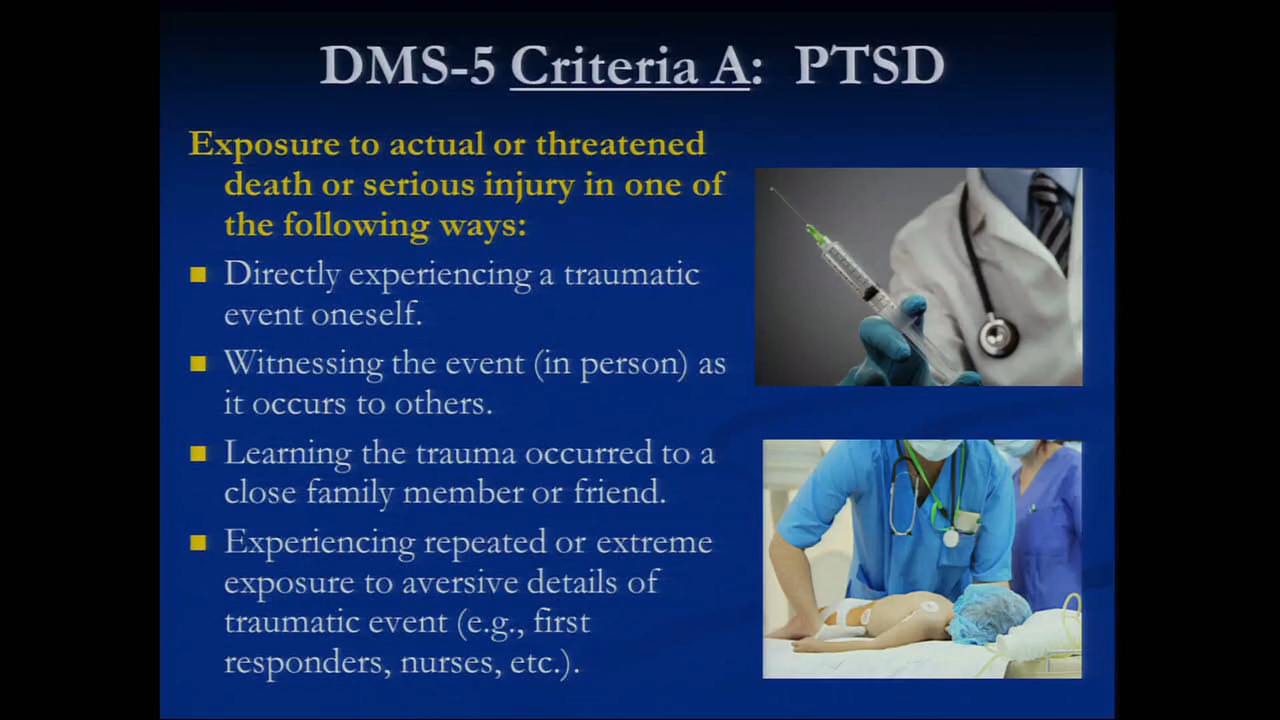 DMS-5 Criteria A: PTSD
Exposure to actual or threatened
death or serious injury in one of
the following ways:
Directly experiencing a traumatic
event oneself.
Witnessing the event (in person) as
it occurs to others.
Learning the trauma occurred to a
close family member or friend.
Experiencing repeated or extreme
exposure to aversive details of
traumatic event (e.g., first
responders, nurses, etc.).